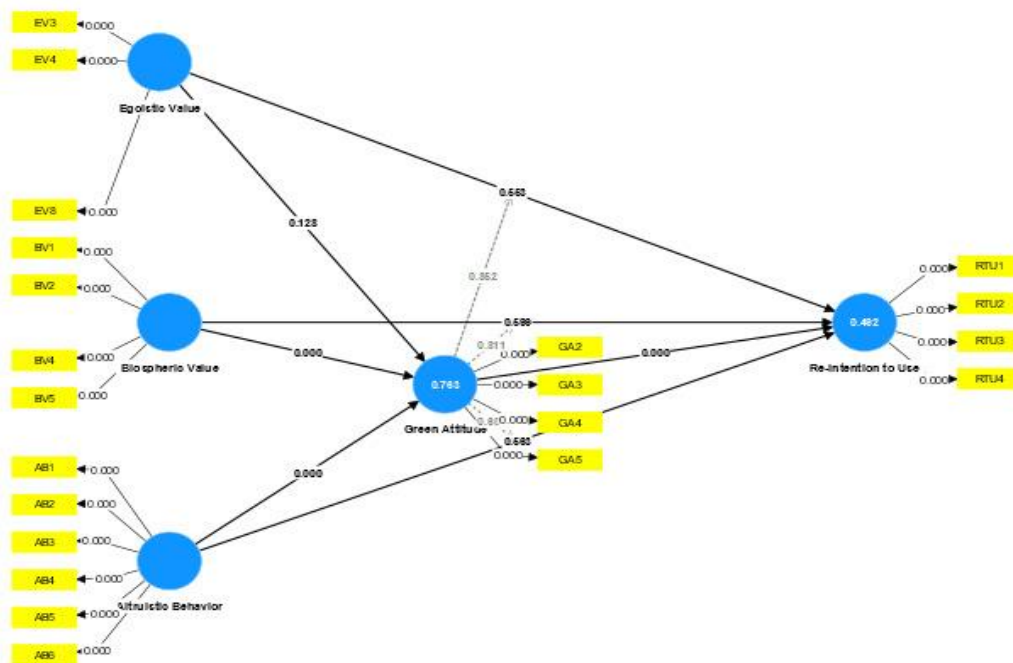 EV3
0.000
EV4
0.000
Egoistic Value
EV8
0.000
0.553
0.128
0.352
BV1
0.000
BV2
0.000
BV4
0.000
BV5
0.000
Biospheric Value
0.000
0.811
0.000
0.482
Re-intention to Use
RTU1
0.000
RTU2
0.000
RTU3
0.000
RTU4
0.000
0.763
Green Attitude
GA2
0.000
GA3
0.000
GA4
0.000
GA5
0.000
0.563
0.000
AB1
0.000
AB2
0.000
AB3
0.000
AB4
0.000
AB5
0.000
AB6
0.000
Altruistic Behavior